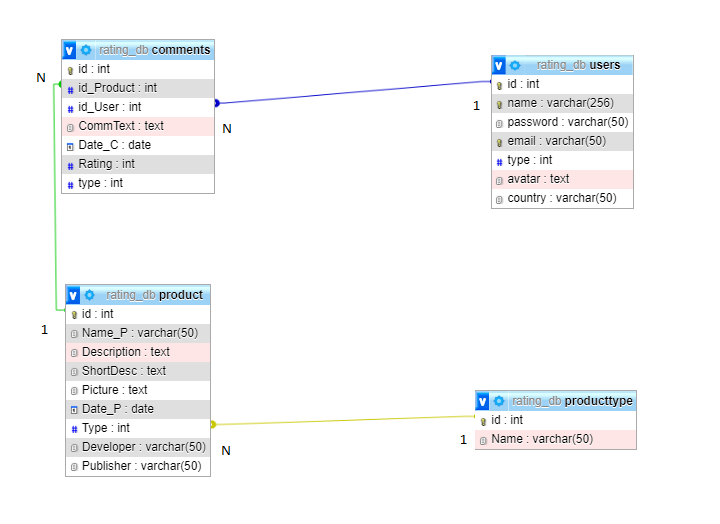 v rating_db comments
id : int
id_Product : int
id_User : int
CommText : text
Date_C : date
Rating : int
type : int
N
N
v rating_db users
id : int
name : varchar(256)
password : varchar(50)
email : varchar(50)
type : int
avatar : text
country : varchar(50)
1
v rating_db product
id : int
Name_P : varchar(50)
Description : text
ShortDesc : text
Picture : text
Date_P : date
Type : int
Developer : varchar(50)
Publisher : varchar(50)
1
N
v rating_db producttype
id : int
Name : varchar(50)
1